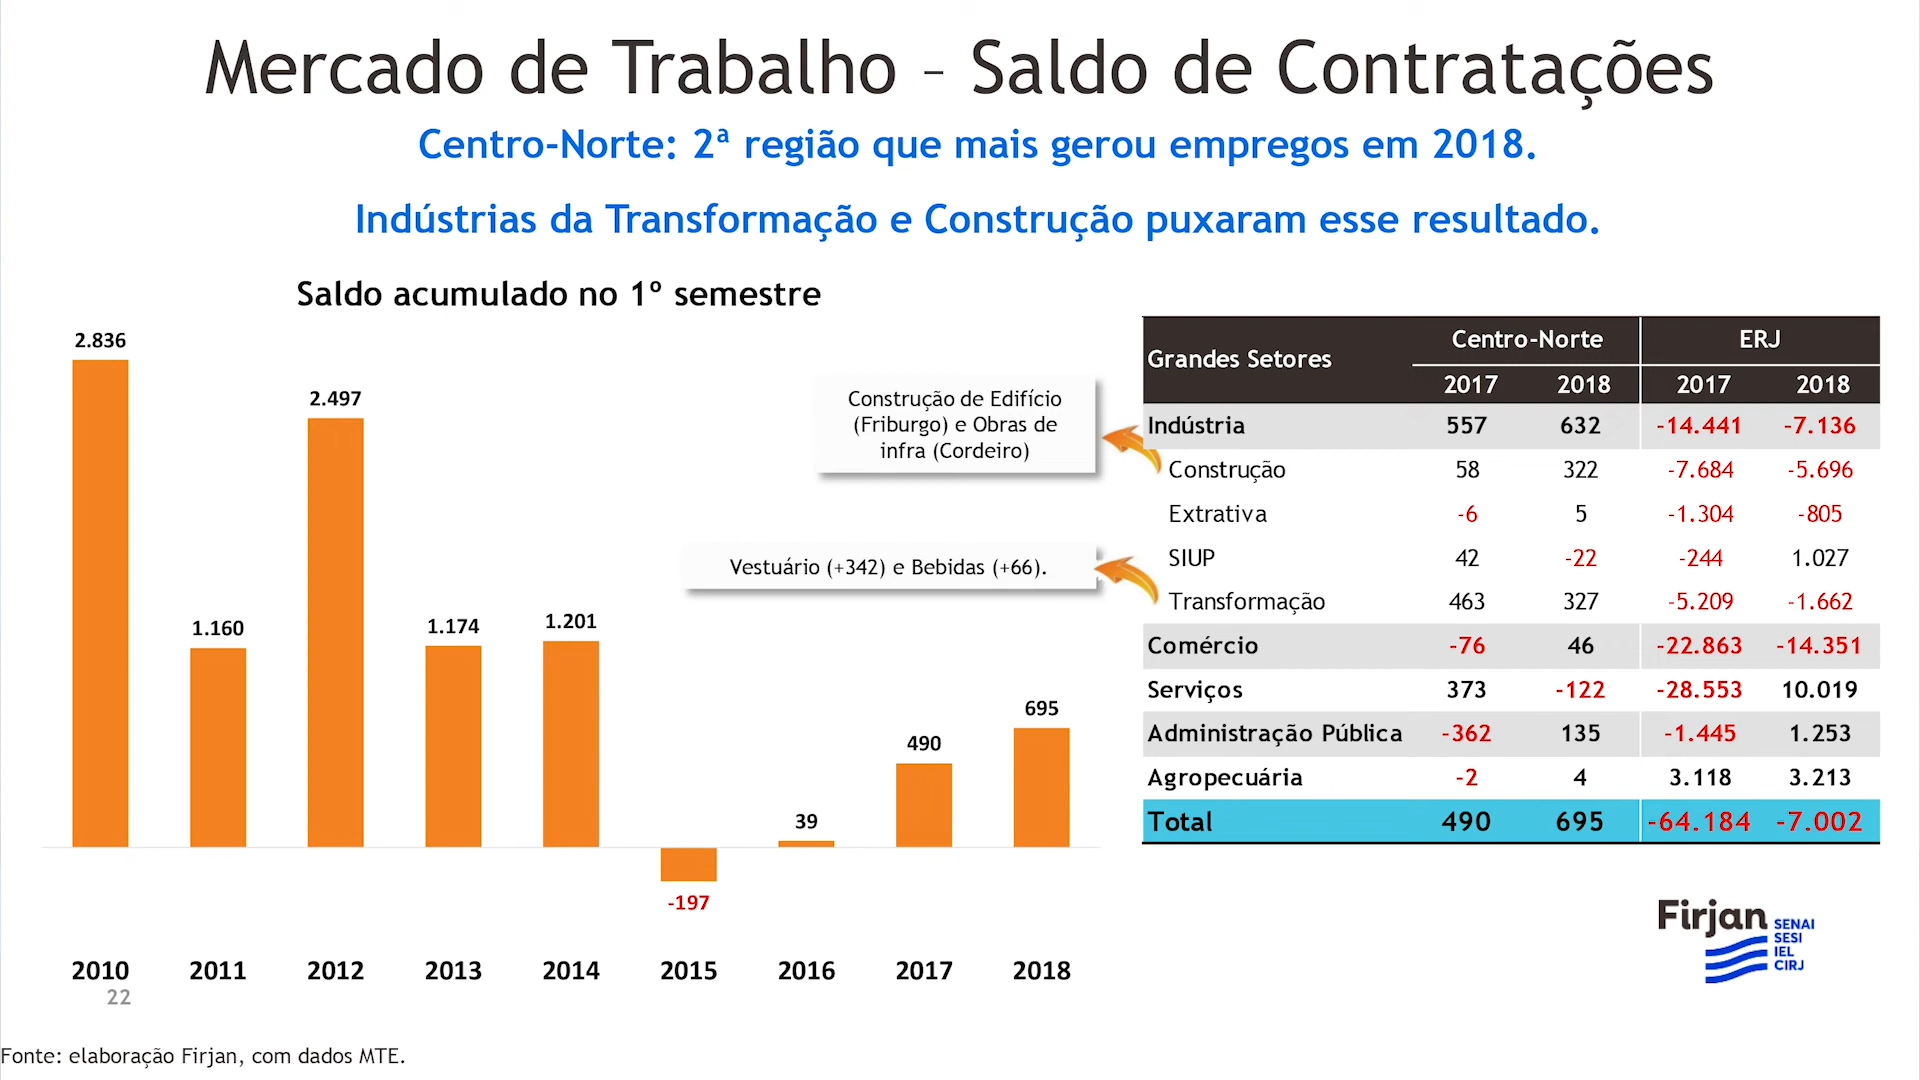 Mercado de Trabalho – Saldo de Contratações
Centro-Norte: 2ª região que mais gerou empregos em 2018.
Indústrias da Transformação e Construção puxaram esse resultado.
Saldo acumulado no 1º semestre
2.836
1.160
2.497
1.174
1.201
-197
39
490
695
2010 2011 2012 2013 2014 2015 2016 2017 2018
Construção de Edifício
(Friburgo) e Obras de
infra (Cordeiro)
Vestuário (+342) e Bebidas (+66).
Grandes Setores Centro-Norte ERJ
2017 2018 2017 2018
Indústria 557 632 -14.441 -7.136
Construção 58 322 -7.684 -5.696
Extrativa -6 5 -1.304 -805
SIUP 42 -22 -244 1.027
Transformação 463 327 -5.209 -1.662
Comércio -76 46 -22.863 -14.351
Serviços 373 -122 -28.553 10.019
Administração Pública -362 135 -1.445 1.253
Agropecuária -2 4 3.118 3.213
Total 490 695 -64.184 -7.002
Firjan SENAI
SESI
IEL
CIRJ
22
Fonte: elaboração Firjan, com dados MTE.